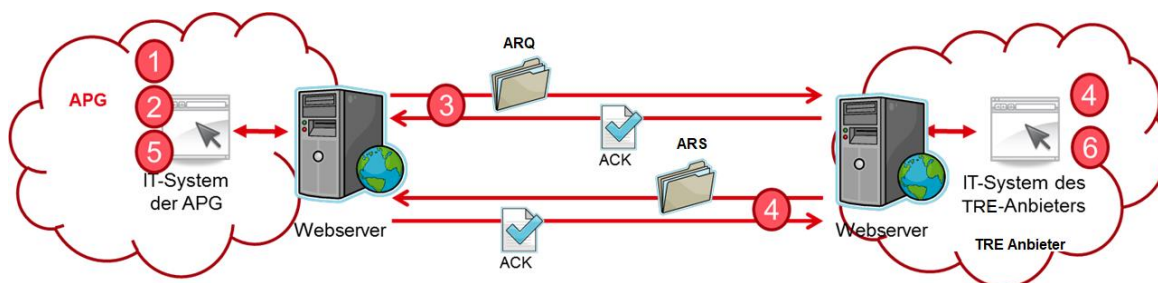 ARQ
1
APG
2
3
4
5
ACK
ARS
6
IT-System
der APG
4
IT-System des
TRE-Anbieters
Webserver
Webserver
ACK
TRE Anbieter